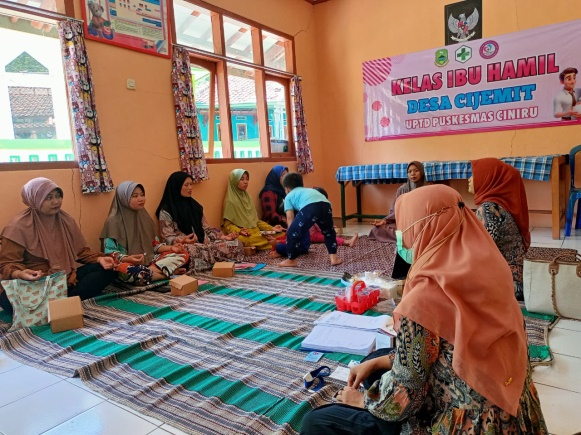 KELAS IBU HAMIL
DESA CIJEMIT
UPTD PUSKESMAS CINIRU